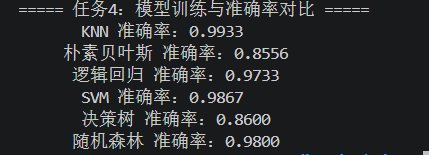 ===== 任务4：模型训练与准确率对比 =====
KNN 准确率：0.9933
朴素贝叶斯 准确率：0.8556
逻辑回归 准确率：0.9733
SVM 准确率：0.9867
决策树 准确率：0.8600
随机森林 准确率：0.9800